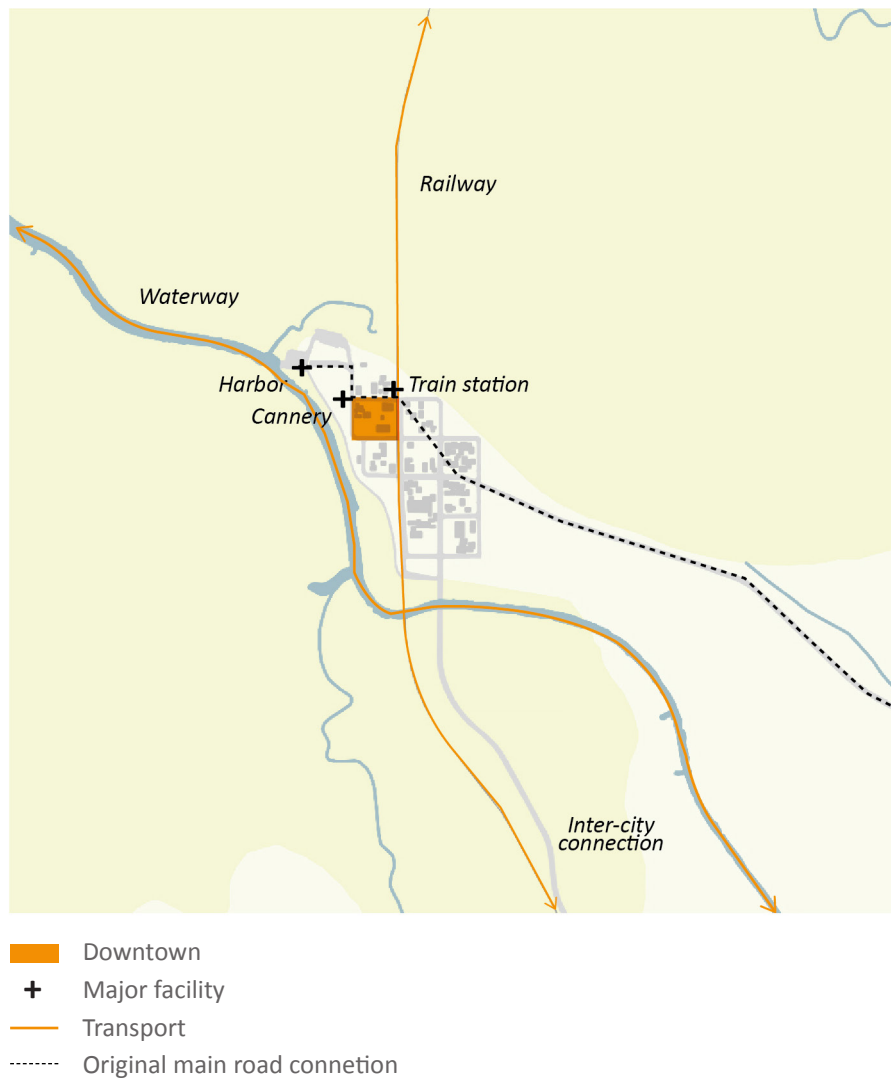 Railway
Waterway
Harbor
Train station
Cannery
Inter-city
connection
Downtown
Major facility
Transport
Original main road connetion